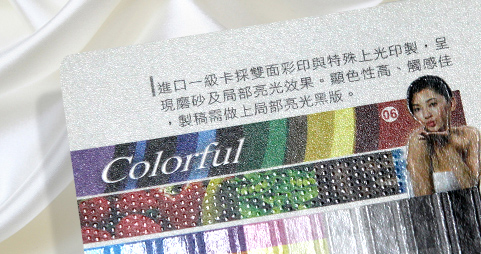 進口一級卡採雙面彩印與特殊上光印製，呈
現磨砂及局部亮光效果。顯色性高、觸感佳
，製稿需做上局部亮光黑版。
06
Colorful